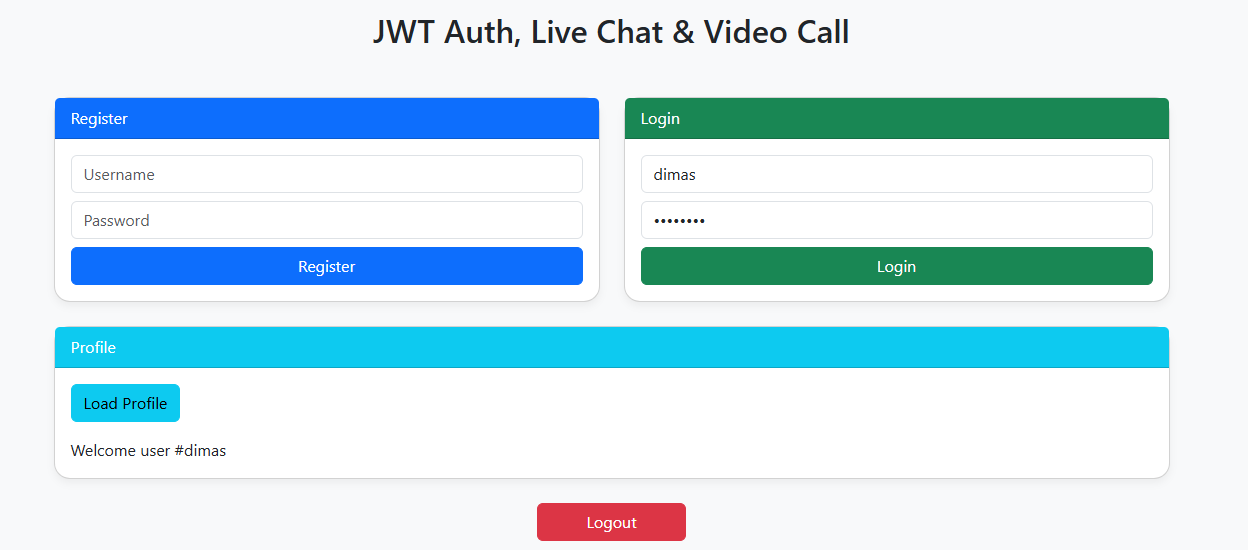 JWT Auth, Live Chat & Video Call
Register
Username
Password
Register
Login
dimas
••••••••
Login
Profile
Load Profile
Welcome user #dimas
Logout